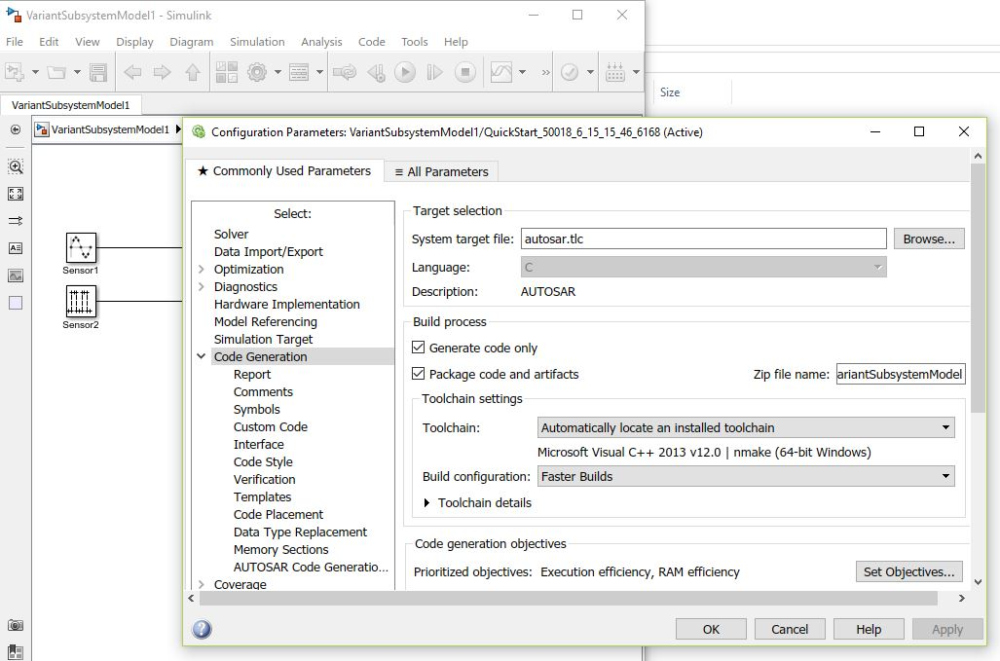 VariantSubsystemModel1 - Simulink
File Edit View Display Diagram Simulation Analysis Code Tools Help
Size
VariantSubsystemModel1
VariantSubsystemModel1
Configuration Parameters: VariantSubsystemModel1/QuickStart_50018_6_15_15_46_6168 (Active)
★ Commonly Used Parameters
≡ All Parameters
Select:
Solver
Data Import/Export
Optimization
Diagnostics
Hardware Implementation
Model Referencing
Simulation Target
Code Generation
Report
Comments
Symbols
Custom Code
Interface
Code Style
Verification
Templates
Code Placement
Data Type Replacement
Memory Sections
AUTOSAR Code Generatio...
Coverage
Target selection
System target file: autosar.tlc Browse...
Language: C
Description: AUTOSAR
Build process
Generate code only
Package code and artifacts Zip file name: ariantSubsystemModel
Toolchain settings
Toolchain: Automatically locate an installed toolchain
Microsoft Visual C++ 2013 v12.0 | nmake (64-bit Windows)
Build configuration: Faster Builds
Toolchain details
Code generation objectives
Prioritized objectives: Execution efficiency, RAM efficiency Set Objectives...
OK Cancel Help Apply
Sensor1
Sensor2
A≡
?